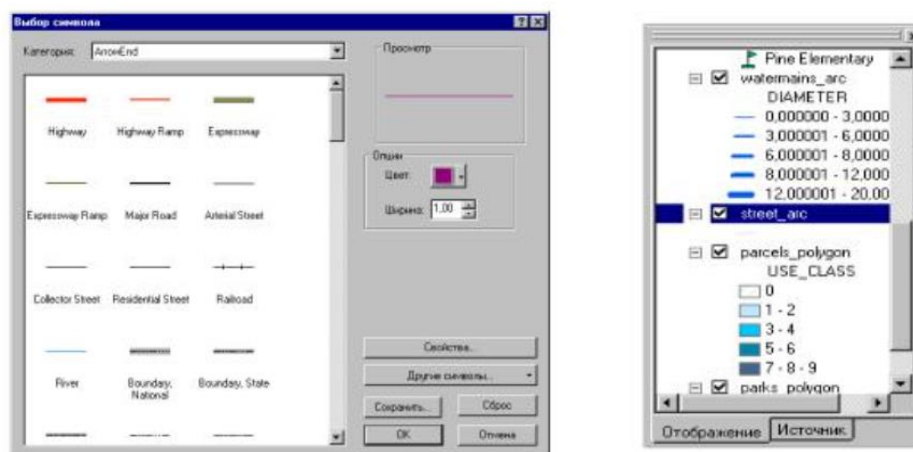 Выбор символа
Категория: ArrowEnd
Просмотр
Highway Highway Ramp Expressway
Опции
Цвет:
Ширина: 1,00
Expressway Ramp Major Road Arterial Street
Collector Street Residential Street Railroad
River Boundary, National Boundary, State
Свойства...
Другие символы...
Сохранить... Сброс
OK Отмена
Pine Elementary
watermains_arc
DIAMETER
0,000000 - 3,0000
3,000001 - 6,0000
6,000001 - 8,0000
8,000001 - 12,000
12,000001 - 20,00
street_arc
parcels_polygon
USE_CLASS
0
1 - 2
3 - 4
5 - 6
7 - 8 - 9
parks_polygon
Отображение Источник